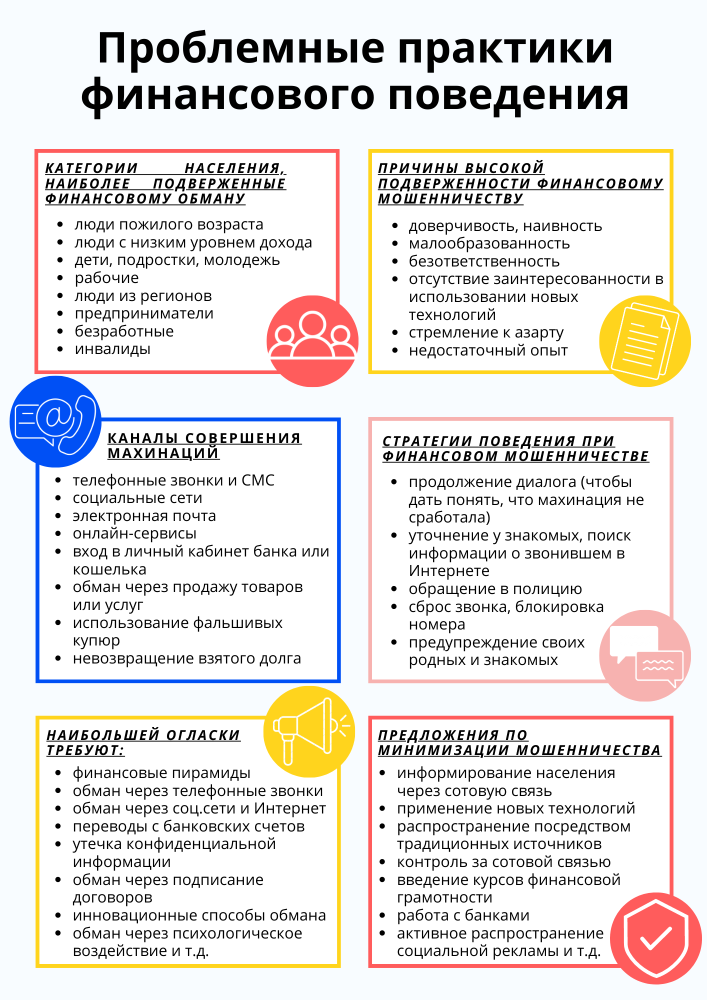 Проблемные практики
финансового поведения
КАТЕГОРИИ НАСЕЛЕНИЯ,
НАИБОЛЕЕ ПОДВЕРЖЕННЫЕ
ФИНАНСОВОМУ ОБМАНУ
• люди пожилого возраста
• люди с низким уровнем дохода
• дети, подростки, молодежь
• рабочие
• люди из регионов
• предприниматели
• безработные
• инвалиды
ПРИЧИНЫ ВЫСОКОЙ
ПОДВЕРЖЕННОСТИ ФИНАНСОВОМУ
МОШЕННИЧЕСТВУ
• доверчивость, наивность
• малообразованность
• безответственность
• отсутствие заинтересованности в
использовании новых
технологий
• стремление к азарту
• недостаточный опыт
КАНАЛЫ СОВЕРШЕНИЯ
МАХИНАЦИЙ
• телефонные звонки и СМС
• социальные сети
• электронная почта
• онлайн-сервисы
• вход в личный кабинет банка или
кошелька
• обман через продажу товаров
или услуг
• использование фальшивых
купюр
• невозвращение взятого долга
СТРАТЕГИИ ПОВЕДЕНИЯ ПРИ
ФИНАНСОВОМ МОШЕННИЧЕСТВЕ
• продолжение диалога (чтобы
дать понять, что махинация не
сработала)
• уточнение у знакомых, поиск
информации о звонившем в
Интернете
• обращение в полицию
• сброс звонка, блокировка
номера
• предупреждение своих
родных и знакомых
НАИБОЛЬШЕЙ ОГЛАСКИ
ТРЕБУЮТ:
• финансовые пирамиды
• обман через телефонные звонки
• обман через соц.сети и Интернет
• переводы с банковских счетов
• утечка конфиденциальной
информации
• обман через подписание
договоров
• инновационные способы обмана
• обман через психологическое
воздействие и т.д.
ПРЕДЛОЖЕНИЯ ПО
МИНИМИЗАЦИИ МОШЕННИЧЕСТВА
• информирование населения
через сотовую связь
• применение новых технологий
• распространение посредством
традиционных источников
• контроль за сотовой связью
• введение курсов финансовой
грамотности
• работа с банками
• активное распространение
социальной рекламы и т.д.